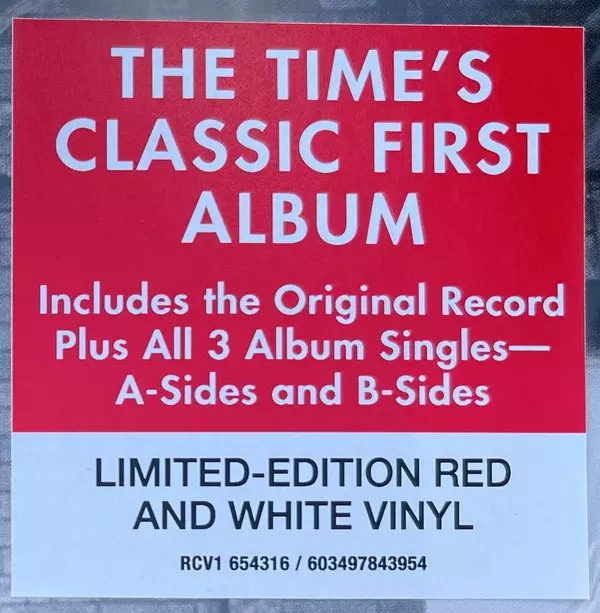 THE TIME'S
CLASSIC FIRST
ALBUM
Includes the Original Record
Plus All 3 Album Singles—
A-Sides and B-Sides
LIMITED-EDITION RED
AND WHITE VINYL
RCV1 654316 / 603497843954